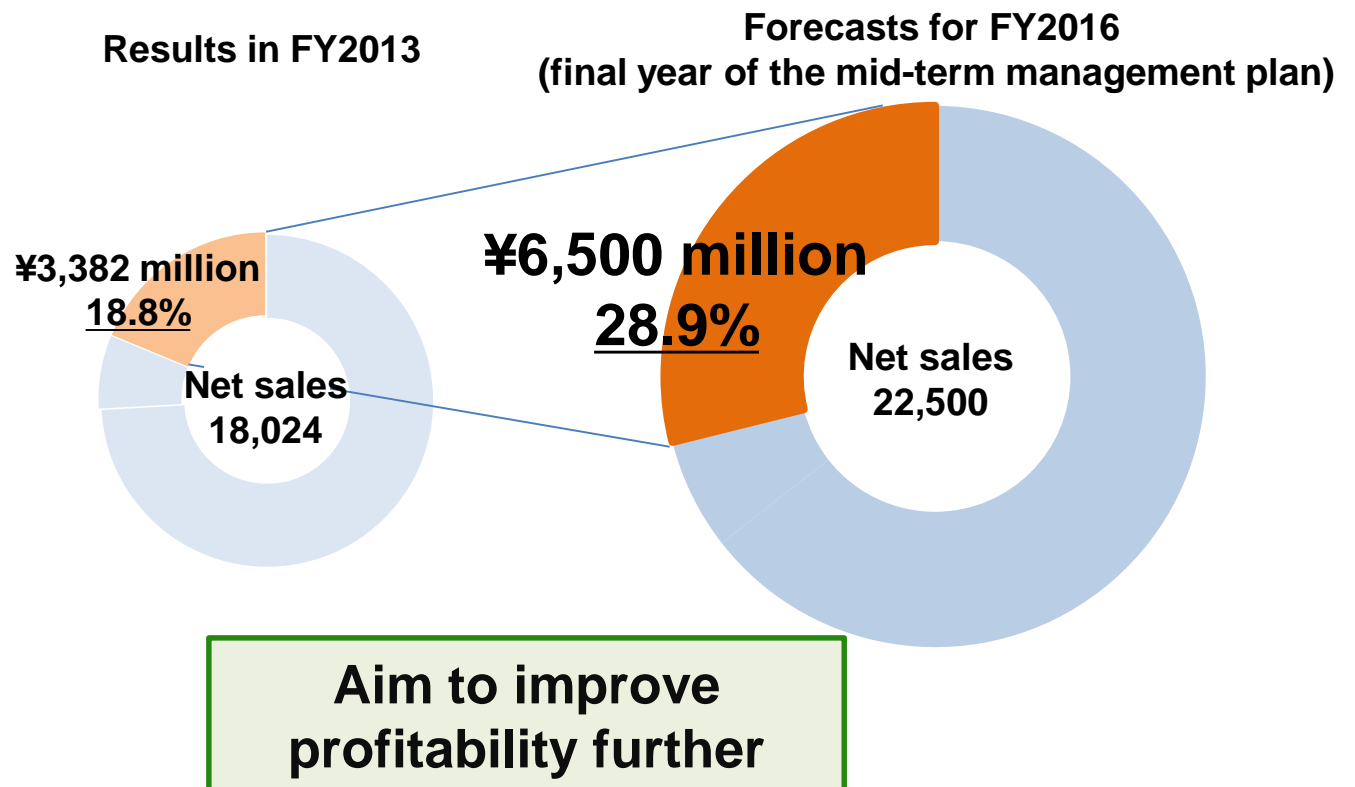 Results in FY2013
Forecasts for FY2016
(final year of the mid-term management plan)
¥3,382 million
18.8%
Net sales
18,024
¥6,500 million
28.9%
Net sales
22,500
Aim to improve
profitability further